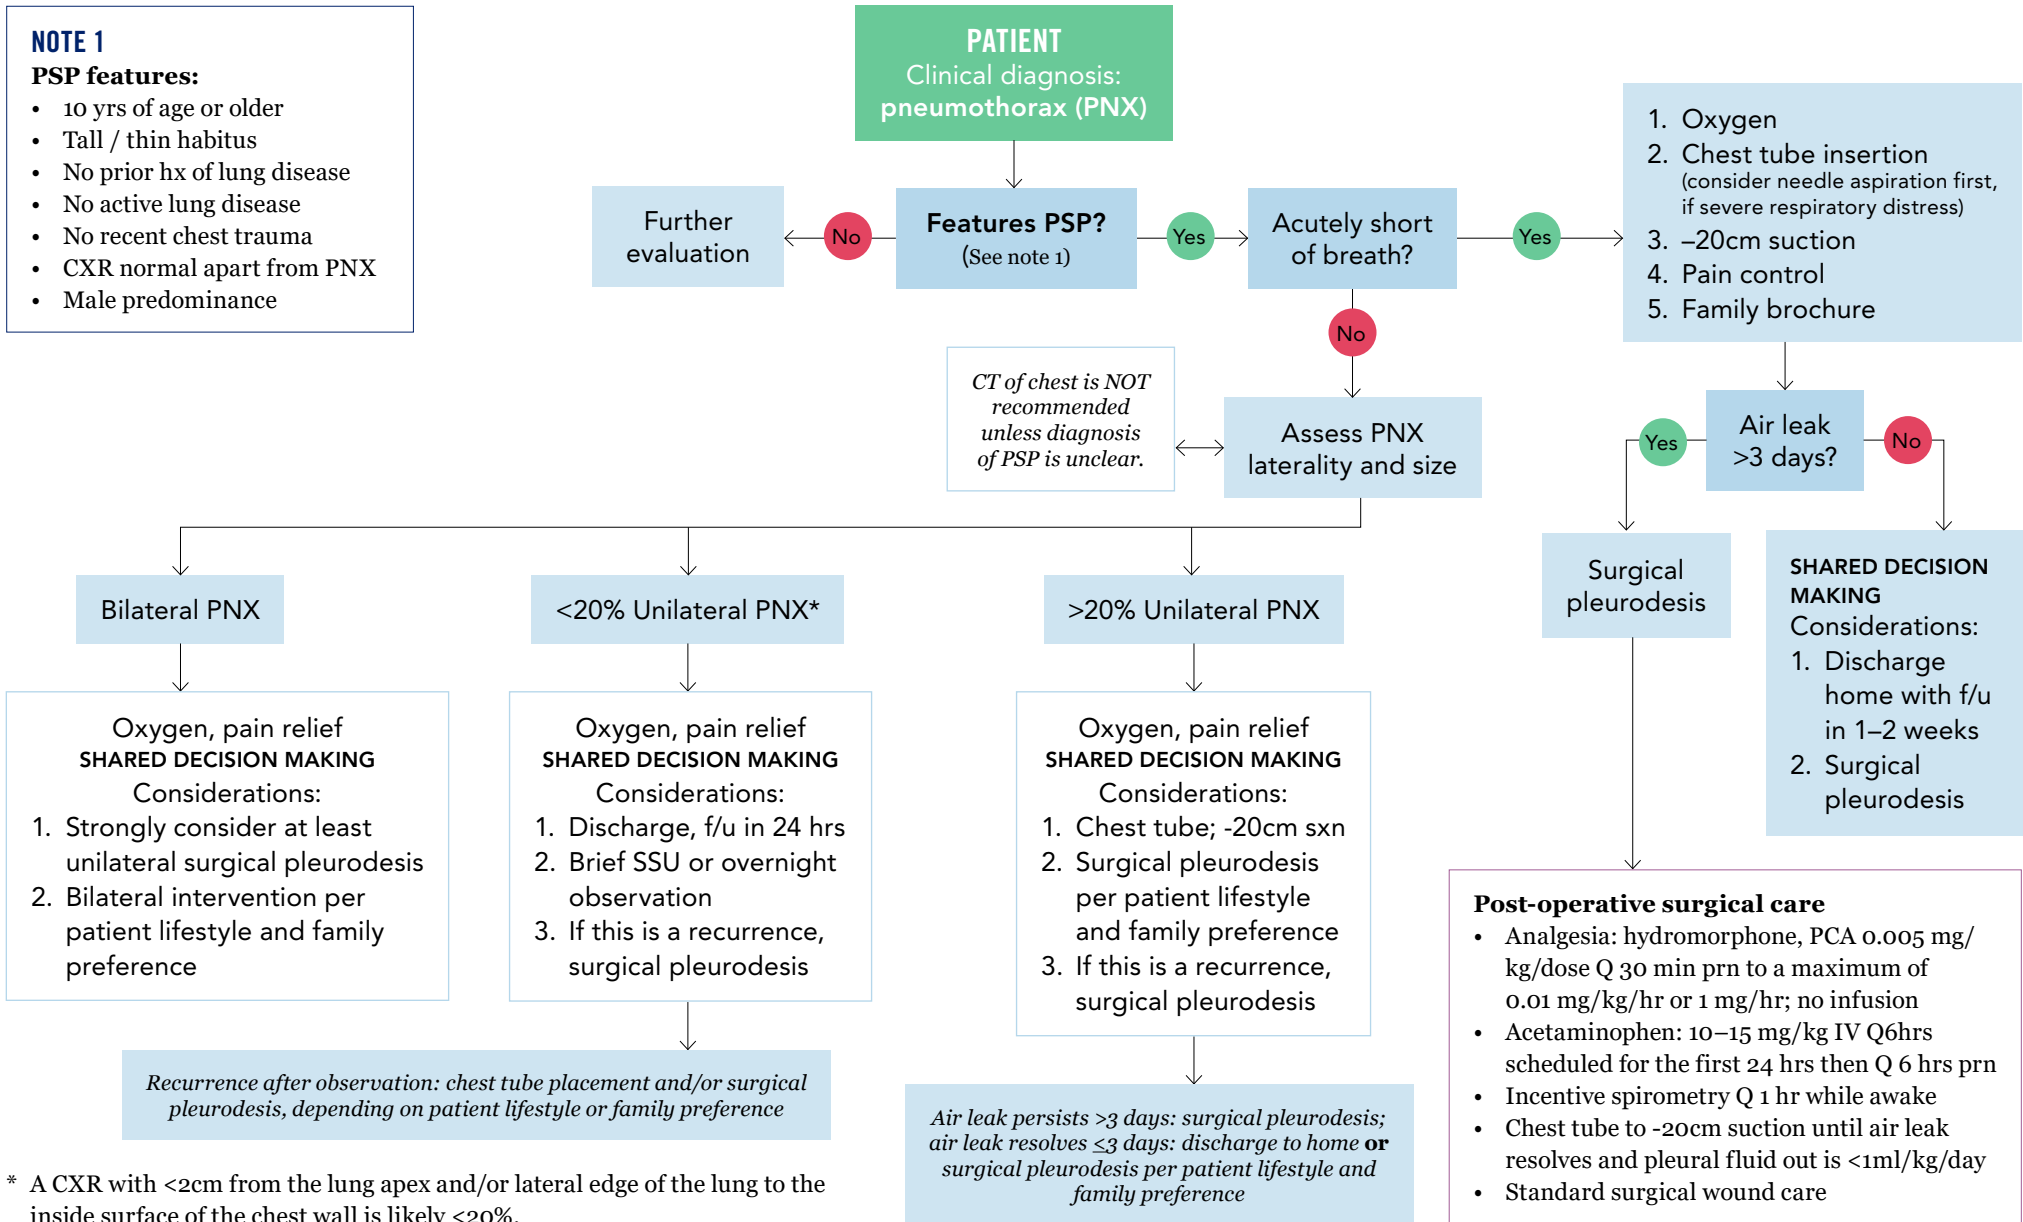 NOTE 1
PSP features:
• 10 yrs of age or older
• Tall / thin habitus
• No prior hx of lung disease
• No active lung disease
• No recent chest trauma
• CXR normal apart from PNX
• Male predominance
PATIENT
Clinical diagnosis:
pneumothorax (PNX)
Further
evaluation
No
Features PSP?
(See note 1)
Yes
Acutely short
of breath?
Yes
1. Oxygen
2. Chest tube insertion
(consider needle aspiration first,
if severe respiratory distress)
3. –20cm suction
4. Pain control
5. Family brochure
No
CT of chest is NOT
recommended
unless diagnosis
of PSP is unclear.
Assess PNX
laterality and size
Yes
Air leak
>3 days?
No
Surgical
pleurodesis
SHARED DECISION
MAKING
Considerations:
1. Discharge
home with f/u
in 1–2 weeks
2. Surgical
pleurodesis
Bilateral PNX
<20% Unilateral PNX*
>20% Unilateral PNX
Oxygen, pain relief
SHARED DECISION MAKING
Considerations:
1. Strongly consider at least
unilateral surgical pleurodesis
2. Bilateral intervention per
patient lifestyle and family
preference
Oxygen, pain relief
SHARED DECISION MAKING
Considerations:
1. Discharge, f/u in 24 hrs
2. Brief SSU or overnight
observation
3. If this is a recurrence,
surgical pleurodesis
Oxygen, pain relief
SHARED DECISION MAKING
Considerations:
1. Chest tube; -20cm sxn
2. Surgical pleurodesis
per patient lifestyle
and family preference
3. If this is a recurrence,
surgical pleurodesis
Recurrence after observation: chest tube placement and/or surgical
pleurodesis, depending on patient lifestyle or family preference
Air leak persists >3 days: surgical pleurodesis;
air leak resolves ≤3 days: discharge to home or
surgical pleurodesis per patient lifestyle and
family preference
Post-operative surgical care
• Analgesia: hydromorphone, PCA 0.005 mg/
kg/dose Q 30 min prn to a maximum of
0.01 mg/kg/hr or 1 mg/hr; no infusion
• Acetaminophen: 10–15 mg/kg IV Q6hrs
scheduled for the first 24 hrs then Q 6 hrs prn
• Incentive spirometry Q 1 hr while awake
• Chest tube to -20cm suction until air leak
resolves and pleural fluid out is <1ml/kg/day
• Standard surgical wound care
* A CXR with <2cm from the lung apex and/or lateral edge of the lung to the
inside surface of the chest wall is likely <20%.